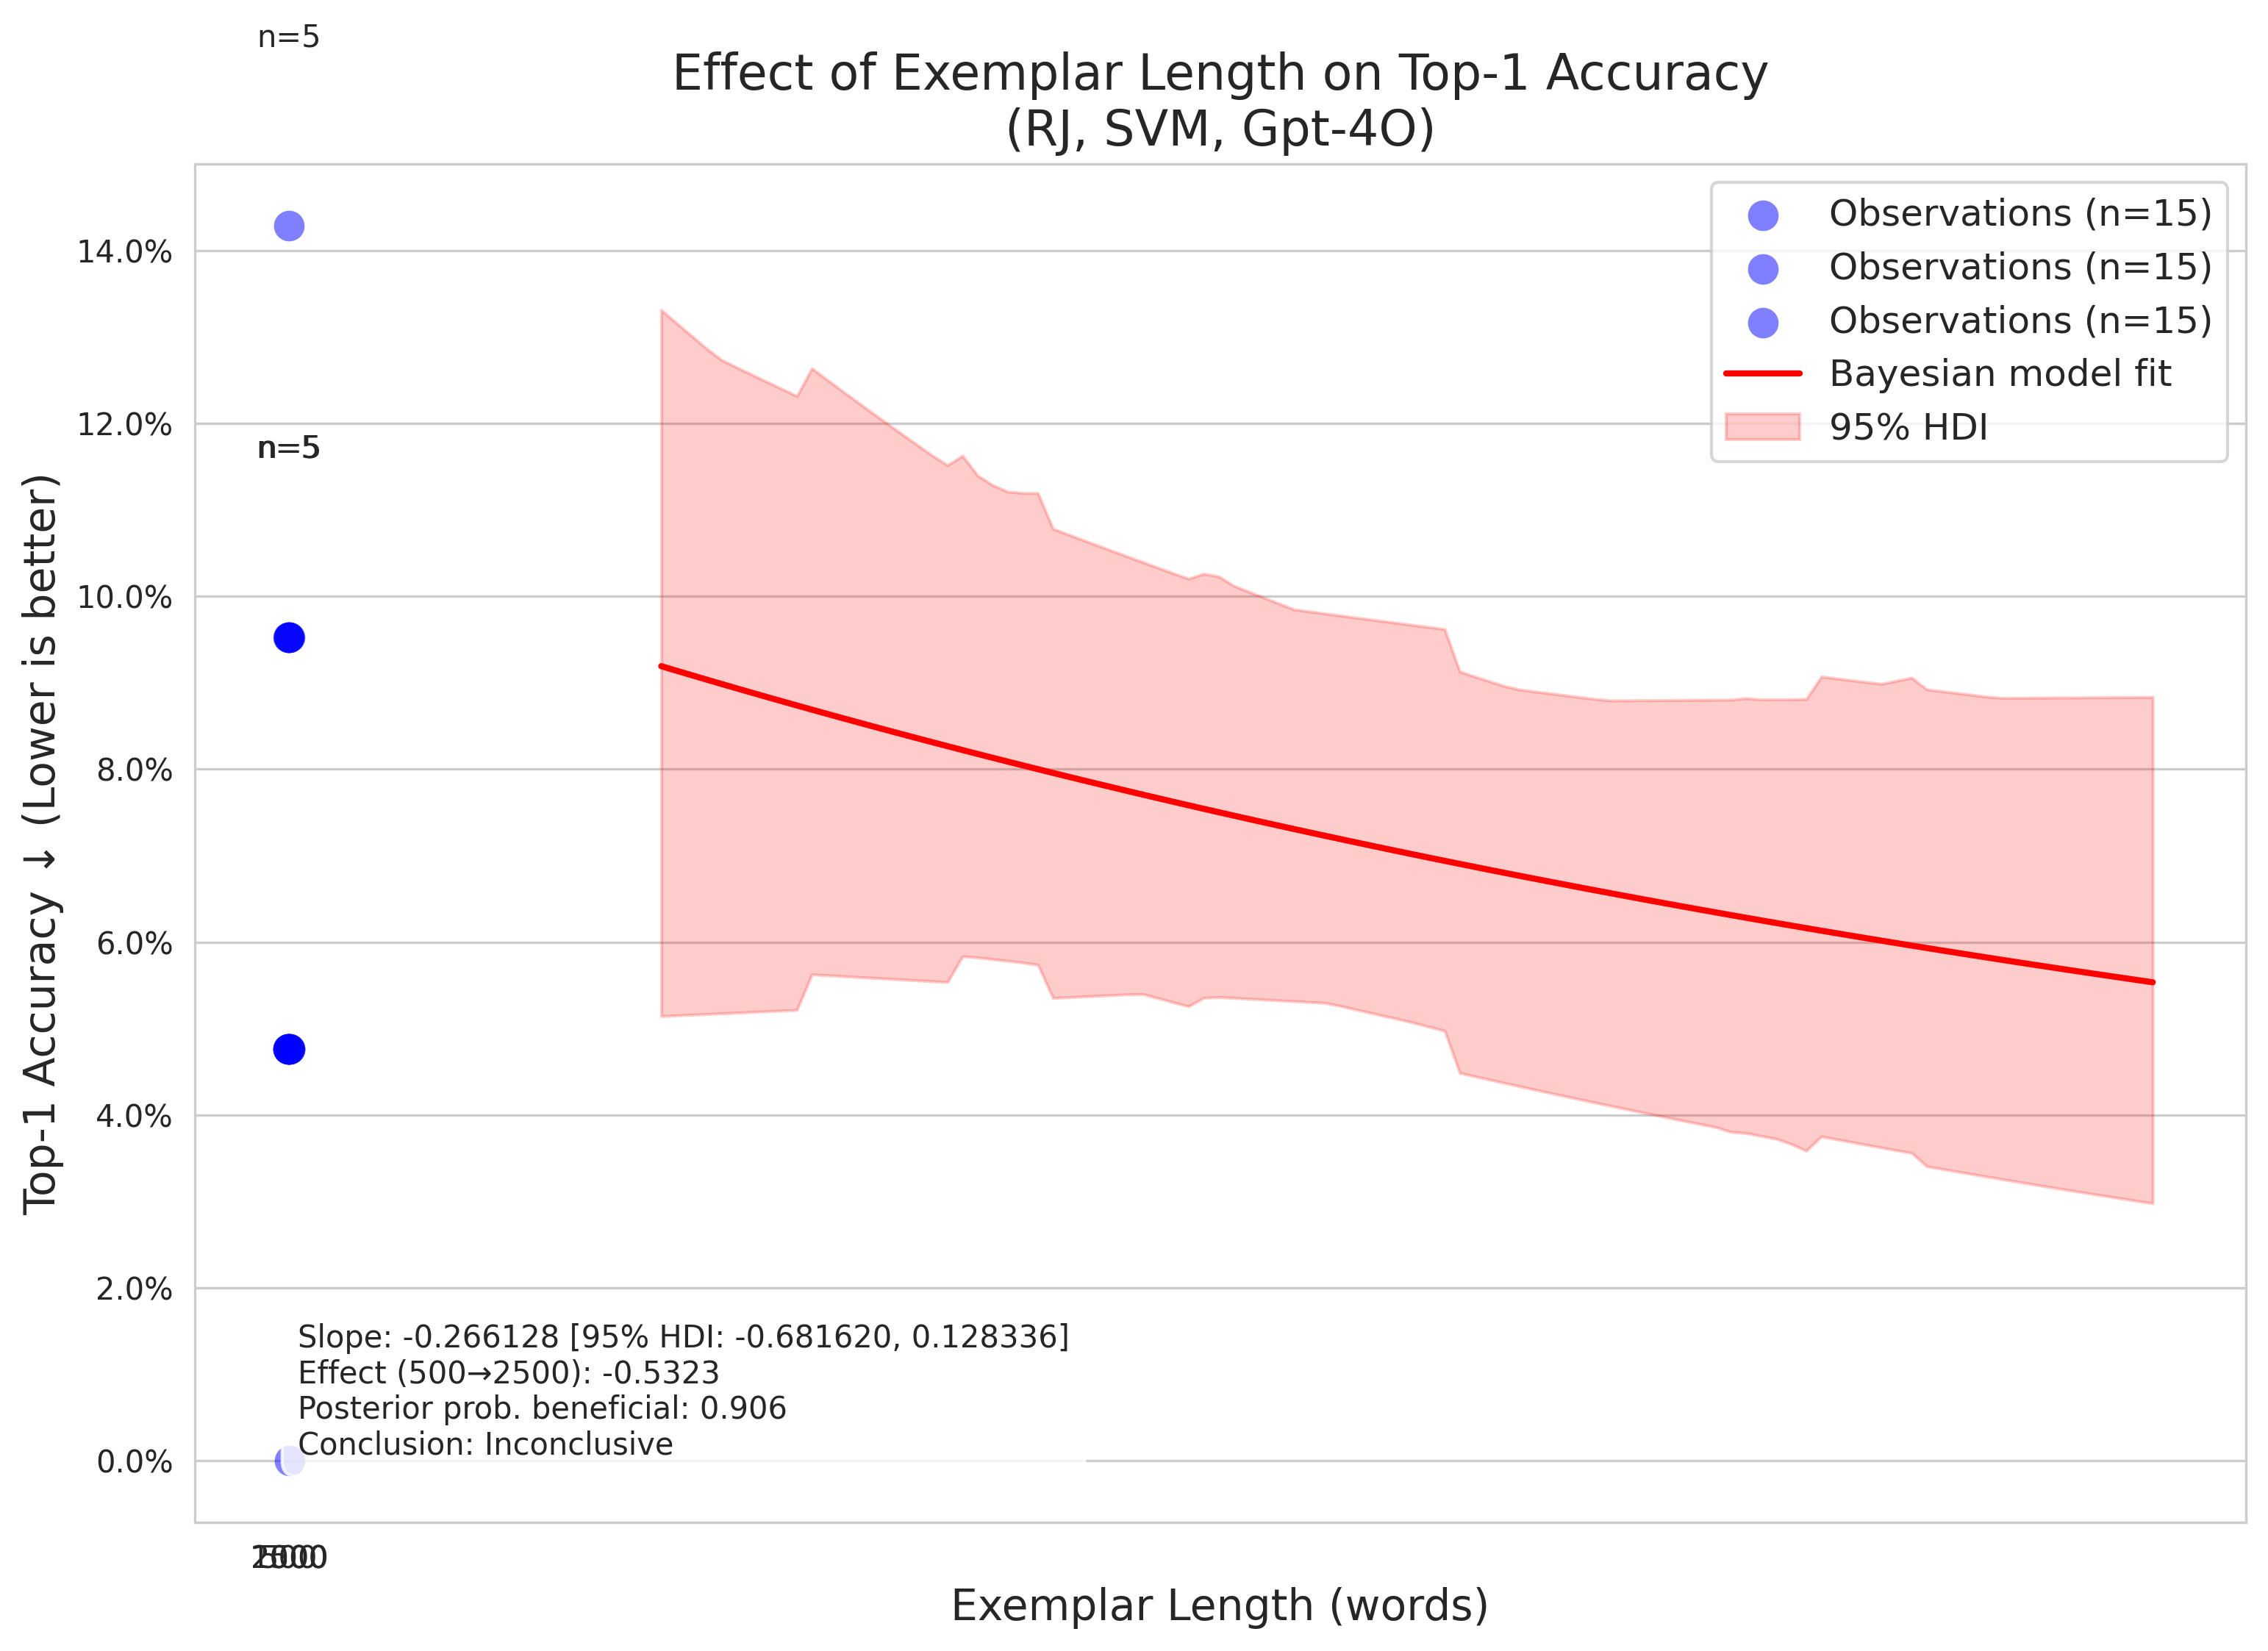 n=5
Effect of Exemplar Length on Top-1 Accuracy
(RJ, SVM, Gpt-4O)
Observations (n=15)
Observations (n=15)
Observations (n=15)
Bayesian model fit
95% HDI
14.0%
12.0%
n=5
10.0%
8.0%
6.0%
4.0%
2.0%
0.0%
Top-1 Accuracy ↓ (Lower is better)
Slope: -0.266128 [95% HDI: -0.681620, 0.128336]
Effect (500→2500): -0.5323
Posterior prob. beneficial: 0.906
Conclusion: Inconclusive
Exemplar Length (words)